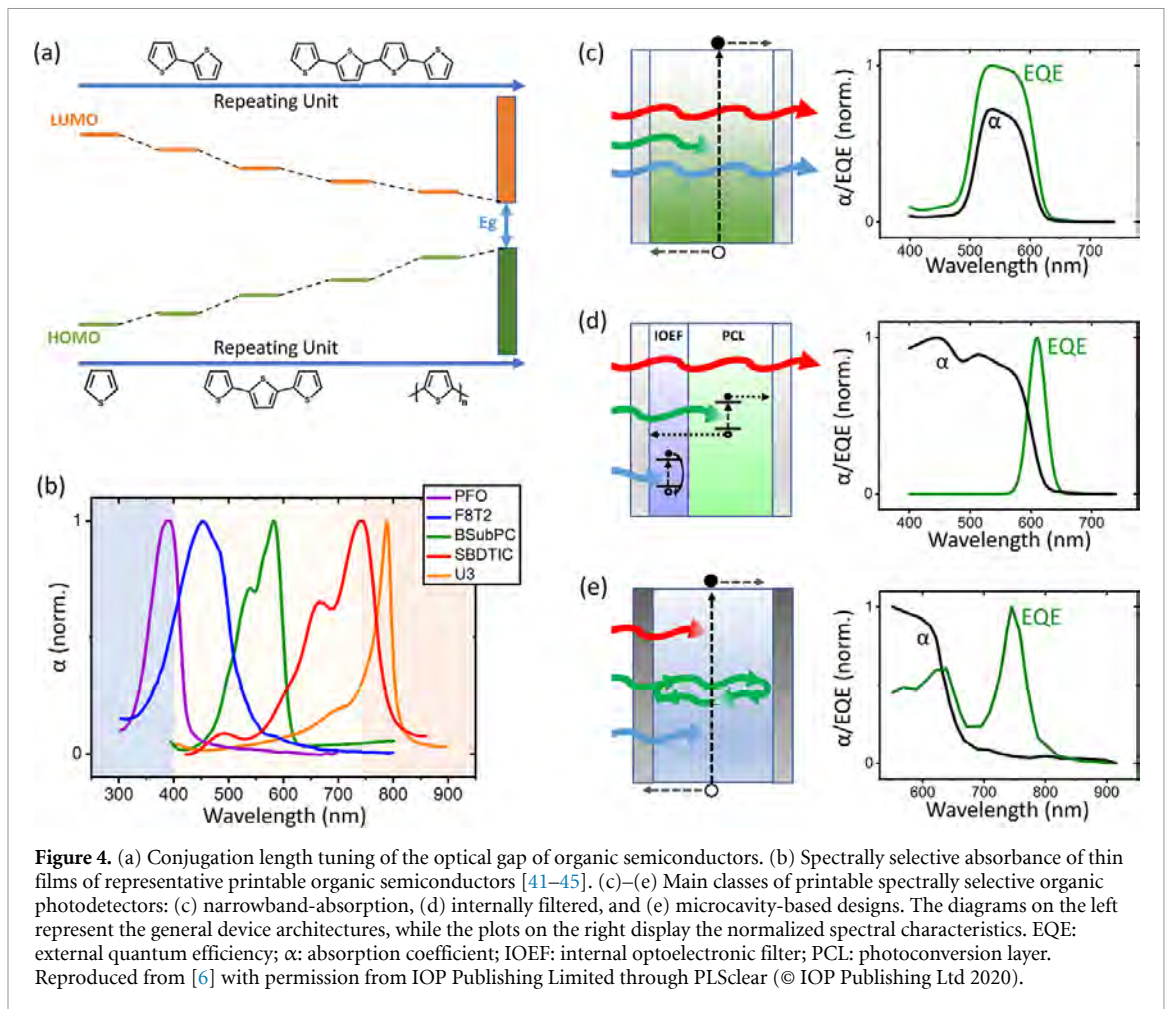 (a)
S
S
S
S
S
S
Repeating Unit
LUMO
Eg
HOMO
Repeating Unit
S
S
S
S
S
n
(b)
α (norm.)
1
0
PFO
F8T2
BSubPC
SBDTIC
U3
300 400 500 600 700 800 900
Wavelength (nm)
(c)
α/EQE (norm.)
1
0
EQE
α
400 500 600 700
Wavelength (nm)
(d)
IOEF PCL
α/EQE (norm.)
1
0
α
EQE
400 500 600 700
Wavelength (nm)
(e)
α/EQE (norm.)
1
0
α
EQE
600 700 800 900
Wavelength (nm)
Figure 4. (a) Conjugation length tuning of the optical gap of organic semiconductors. (b) Spectrally selective absorbance of thin
films of representative printable organic semiconductors [41–45]. (c)–(e) Main classes of printable spectrally selective organic
photodetectors: (c) narrowband-absorption, (d) internally filtered, and (e) microcavity-based designs. The diagrams on the left
represent the general device architectures, while the plots on the right display the normalized spectral characteristics. EQE:
external quantum efficiency; α: absorption coefficient; IOEF: internal optoelectronic filter; PCL: photoconversion layer.
Reproduced from [6] with permission from IOP Publishing Limited through PLSclear (© IOP Publishing Ltd 2020).